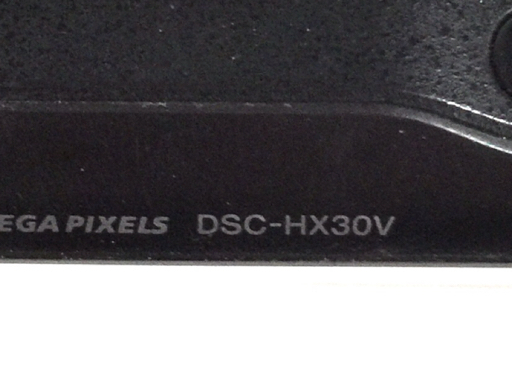 EGA PIXELS DSC-HX30V